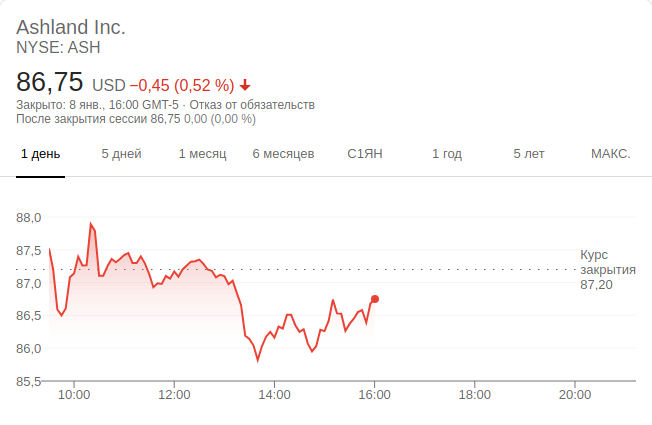 Ashland Inc.
NYSE: ASH
86,75 USD −0,45 (0,52 %)
Закрыто: 8 янв., 16:00 GMT-5 · Отказ от обязательств
После закрытия сессии 86,75 0,00 (0,00 %)
1 день 5 дней 1 месяц 6 месяцев С1ЯН 1 год 5 лет МАКС.
88,0
87,5
87,0
86,5
86,0
85,5
Курс
закрытия
87,20
10:00 12:00 14:00 16:00 18:00 20:00